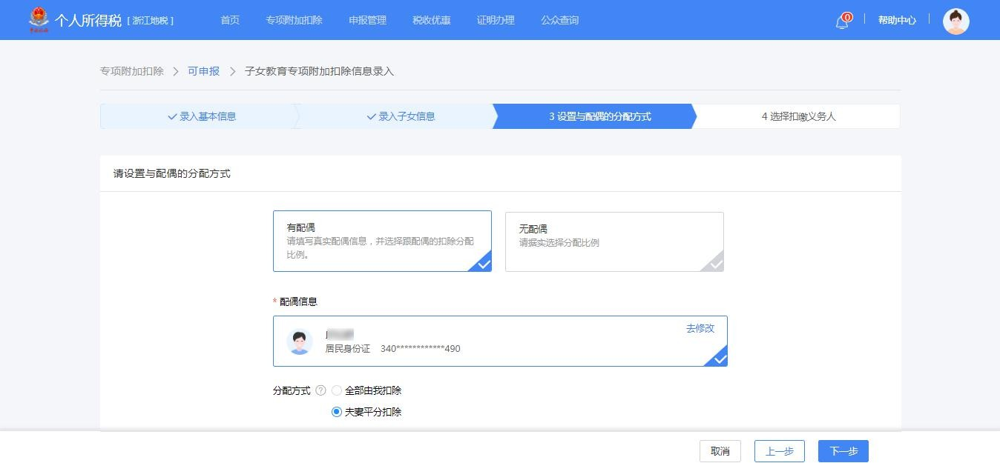 个人所得税 [ 浙江地税 ] 首页 专项附加扣除 申报管理 税收优惠 证明办理 公众查询 0 帮助中心
专项附加扣除 > 可申报 > 子女教育专项附加扣除信息录入
录入基本信息 录入子女信息 3 设置与配偶的分配方式 4 选择扣缴义务人
请设置与配偶的分配方式
有配偶
请填写真实配偶信息，并选择跟配偶的扣除分配
比例。
无配偶
请据实选择分配比例
* 配偶信息
去修改
居民身份证 340************490
分配方式 ? 全部由我扣除
夫妻平分扣除
取消 上一步 下一步